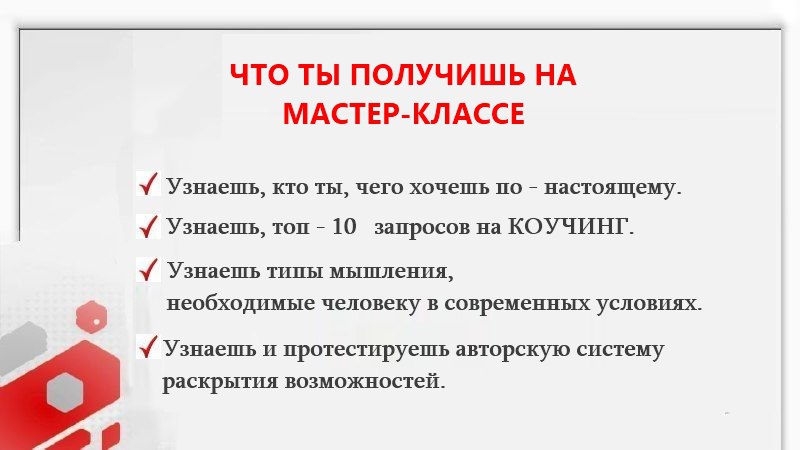 ЧТО ТЫ ПОЛУЧИШЬ НА
МАСТЕР-КЛАССЕ
Узнаешь, кто ты, чего хочешь по - настоящему.
Узнаешь, топ - 10 запросов на КОУЧИНГ.
Узнаешь типы мышления,
необходимые человеку в современных условиях.
Узнаешь и протестируешь авторскую систему
раскрытия возможностей.